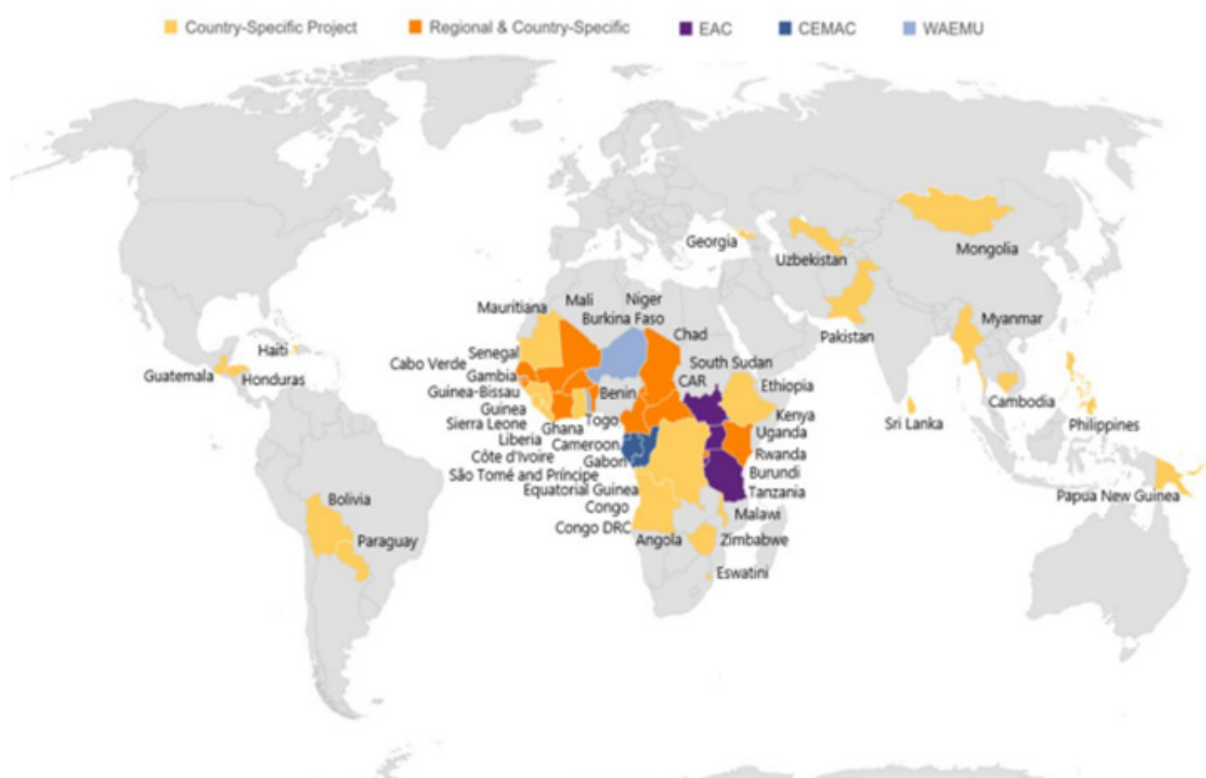 Country-Specific Project Regional & Country-Specific EAC CEMAC WAEMU
Georgia
Uzbekistan
Mongolia
Mauritiana
Mali
Niger
Burkina Faso
Chad
Pakistan
Myanmar
Haiti
Guatemala
Honduras
Cabo Verde
Senegal
Gambia
Guinea-Bissau
Guinea
Sierra Leone
Liberia
Côte d'Ivoire
São Tomé and Príncipe
Equatorial Guinea
Congo
Congo DRC
Angola
Ghana
Togo
Benin
Cameroon
Gabon
South Sudan
CAR
Ethiopia
Kenya
Uganda
Rwanda
Burundi
Tanzania
Malawi
Zimbabwe
Eswatini
Sri Lanka
Cambodia
Philippines
Papua New Guinea
Bolivia
Paraguay